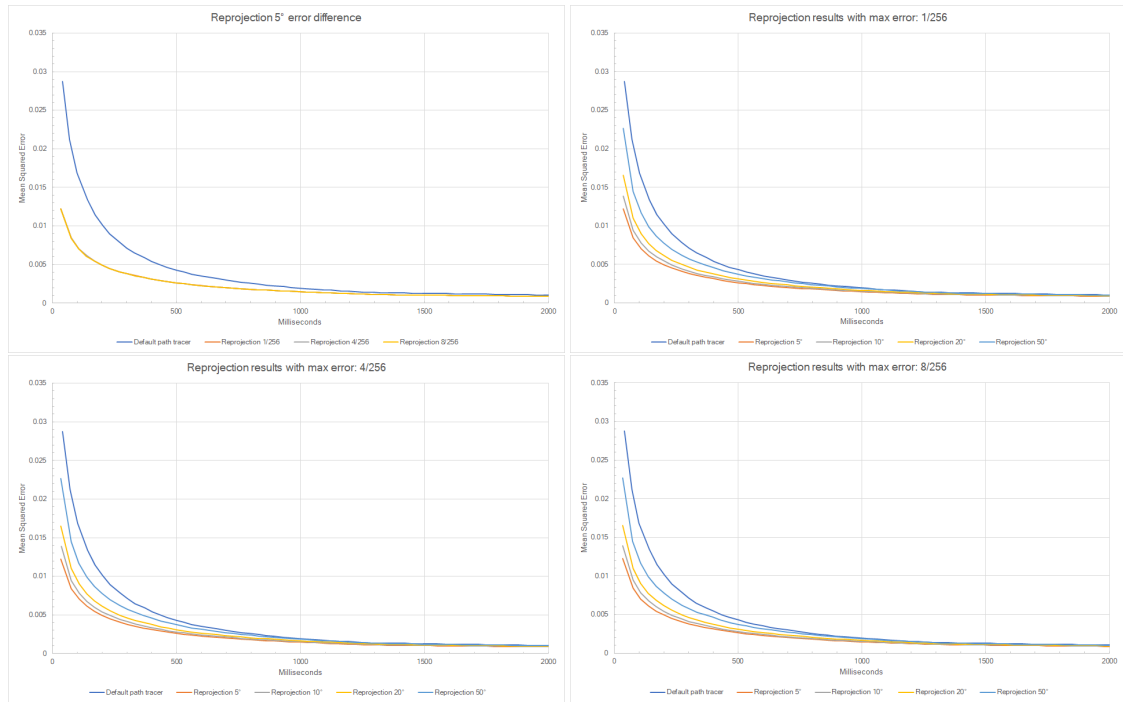 Reprojection 5° error difference
0.035
0.03
0.025
0.02
0.015
0.01
0.005
0
Mean Squared Error
0 500 1000 1500 2000
Milliseconds
Default path tracer Reprojection 1/256 Reprojection 4/256 Reprojection 8/256
Reprojection results with max error: 1/256
0.035
0.03
0.025
0.02
0.015
0.01
0.005
0
Mean Squared Error
0 500 1000 1500 2000
Milliseconds
Default path tracer Reprojection 5° Reprojection 10° Reprojection 20° Reprojection 50°
Reprojection results with max error: 4/256
0.035
0.03
0.025
0.02
0.015
0.01
0.005
0
Mean Squared Error
0 500 1000 1500 2000
Milliseconds
Default path tracer Reprojection 5° Reprojection 10° Reprojection 20° Reprojection 50°
Reprojection results with max error: 8/256
0.035
0.03
0.025
0.02
0.015
0.01
0.005
0
Mean Squared Error
0 500 1000 1500 2000
Milliseconds
Default path tracer Reprojection 5° Reprojection 10° Reprojection 20° Reprojection 50°